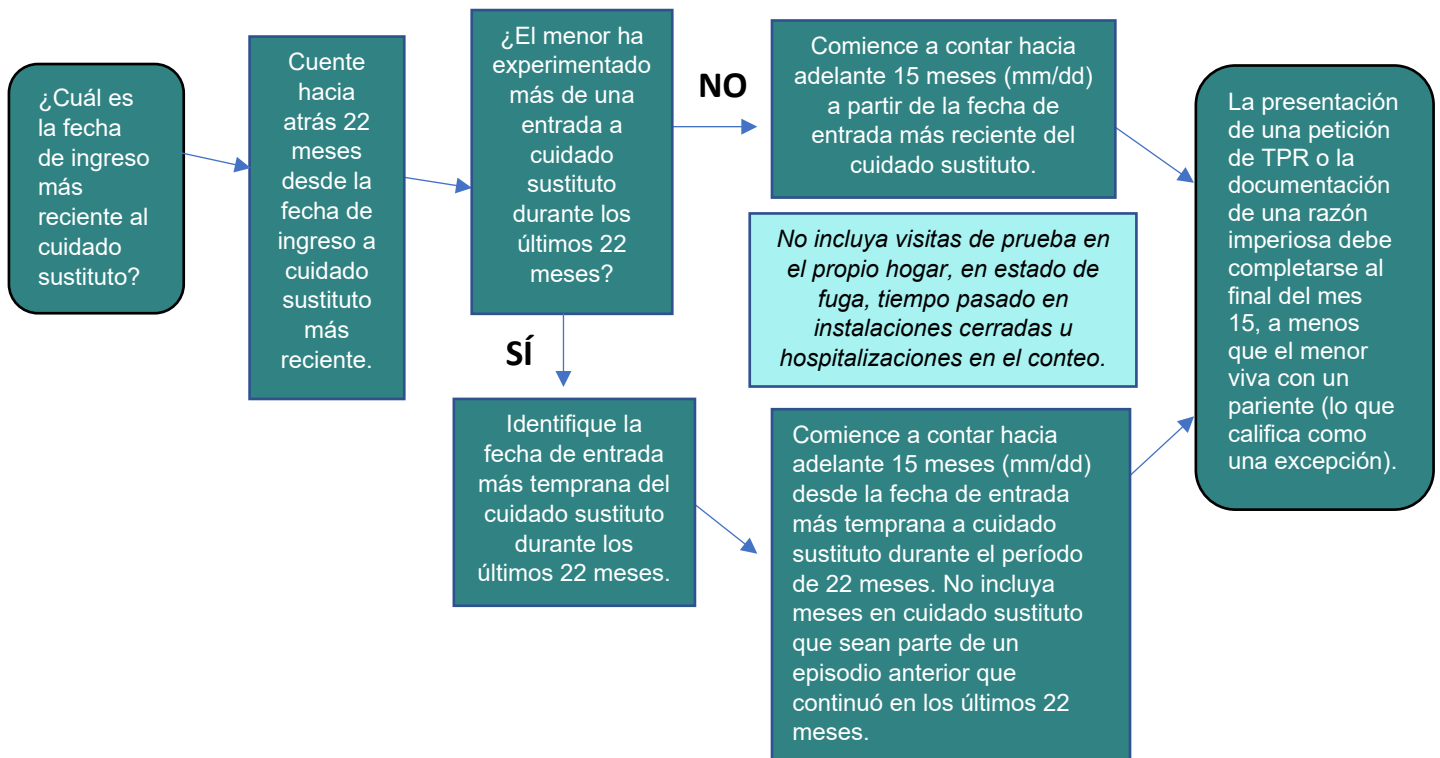 ¿Cuál es
la fecha
de ingreso
más
reciente al
cuidado
sustituto?
Cuente
hacia
atrás 22
meses
desde la
fecha de
ingreso a
cuidado
sustituto
más
reciente.
¿El menor ha
experimentado
más de una
entrada a
cuidado
sustituto
durante los
últimos 22
meses?
NO
Comience a contar hacia
adelante 15 meses (mm/dd)
a partir de la fecha de
entrada más reciente del
cuidado sustituto.
No incluya visitas de prueba en
el propio hogar, en estado de
fuga, tiempo pasado en
instalaciones cerradas u
hospitalizaciones en el conteo.
SÍ
Identifique la
fecha de entrada
más temprana del
cuidado sustituto
durante los
últimos 22 meses.
Comience a contar hacia
adelante 15 meses (mm/dd)
desde la fecha de entrada
más temprana a cuidado
sustituto durante el período
de 22 meses. No incluya
meses en cuidado sustituto
que sean parte de un
episodio anterior que
continuó en los últimos 22
meses.
La presentación
de una petición
de TPR o la
documentación
de una razón
imperiosa debe
completarse al
final del mes
15, a menos
que el menor
viva con un
pariente (lo que
califica como
una excepción).